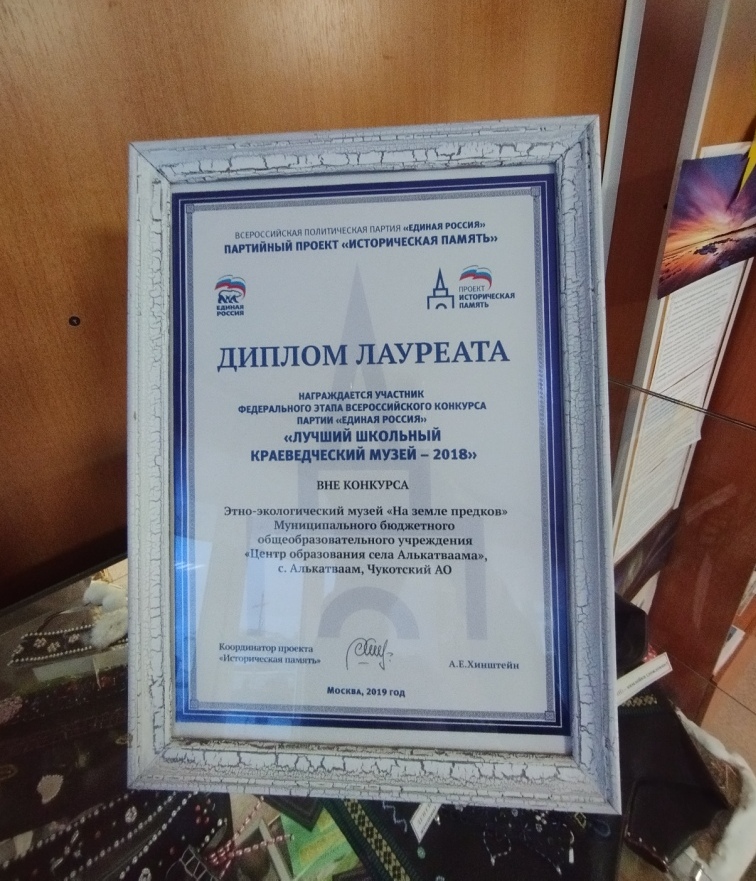 ВСЕРОССИЙСКАЯ ПОЛИТИЧЕСКАЯ ПАРТИЯ «ЕДИНАЯ РОССИЯ»
ПАРТИЙНЫЙ ПРОЕКТ «ИСТОРИЧЕСКАЯ ПАМЯТЬ»
ЕДИНАЯ
РОССИЯ
ПРОЕКТ
ИСТОРИЧЕСКАЯ
ПАМЯТЬ
ДИПЛОМ ЛАУРЕАТА
НАГРАЖДАЕТСЯ УЧАСТНИК
ФЕДЕРАЛЬНОГО ЭТАПА ВСЕРОССИЙСКОГО КОНКУРСА
ПАРТИИ «ЕДИНАЯ РОССИЯ»
«ЛУЧШИЙ ШКОЛЬНЫЙ
КРАЕВЕДЧЕСКИЙ МУЗЕЙ – 2018»
ВНЕ КОНКУРСА
Этно-экологический музей «На земле предков»
Муниципального бюджетного
общеобразовательного учреждения
«Центр образования села Алькатваама»,
с. Алькатваам, Чукотский АО
Координатор проекта
«Историческая память»
А.Е.Хинштейн
Москва, 2019 год